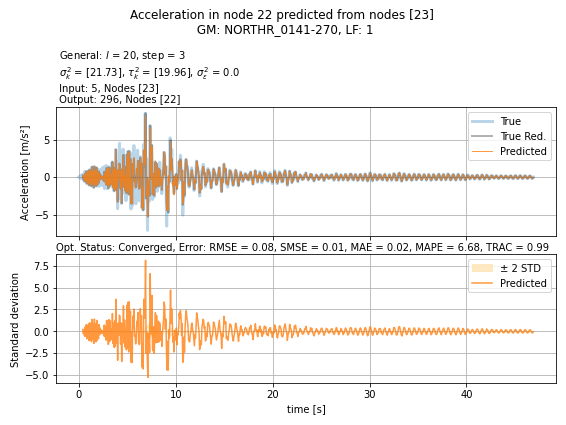 Acceleration in node 22 predicted from nodes [23]
GM: NORTHR_0141-270, LF: 1
General: l = 20, step = 3
σ²ₖ = [21.73], τ²ₖ = [19.96], σ²_ε = 0.0
Input: 5, Nodes [23]
Output: 296, Nodes [22]
Acceleration [m/s²]
5
0
−5
True
True Red.
Predicted
Opt. Status: Converged, Error: RMSE = 0.08, SMSE = 0.01, MAE = 0.02, MAPE = 6.68, TRAC = 0.99
Standard deviation
7.5
5.0
2.5
0.0
−2.5
−5.0
± 2 STD
Predicted
0 10 20 30 40
time [s]